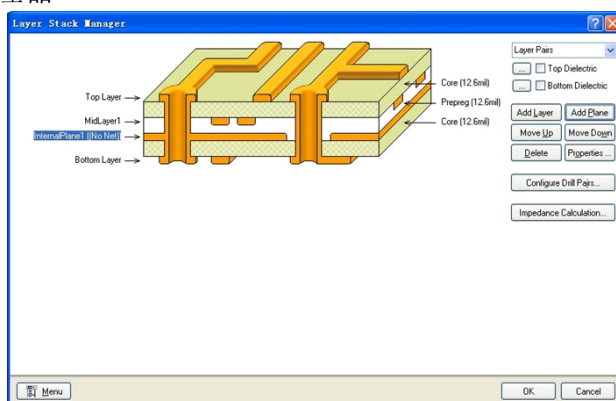 Layer Stack Manager
Layer Pairs
... Top Dielectric
... Bottom Dielectric
Add Layer Add Plane
Move Up Move Down
Delete Properties ...
Configure Drill Pairs...
Impedance Calculation...
Top Layer
MidLayer1
InternalPlane1 ((No Net))
Bottom Layer
Core (12.6mil)
Prepreg (12.6mil)
Core (12.6mil)
Menu
OK Cancel